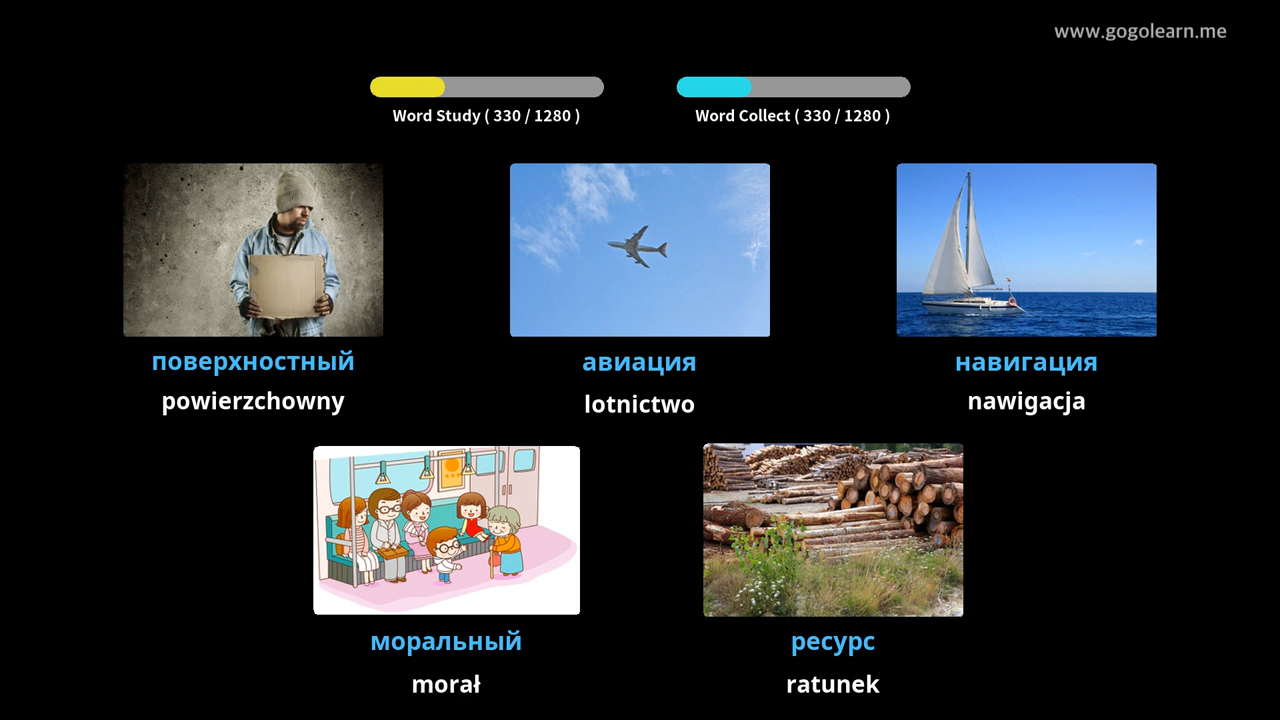 www.gogolearn.me
Word Study ( 330 / 1280 )
Word Collect ( 330 / 1280 )
поверхностный
powierzchowny
авиация
lotnictwo
навигация
nawigacja
моральный
morał
ресурс
ratunek